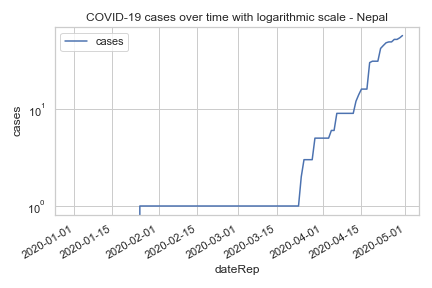 COVID-19 cases over time with logarithmic scale - Nepal
cases
cases
10¹
10⁰
2020-01-01
2020-01-15
2020-02-01
2020-02-15
2020-03-01
2020-03-15
2020-04-01
2020-04-15
2020-05-01
dateRep